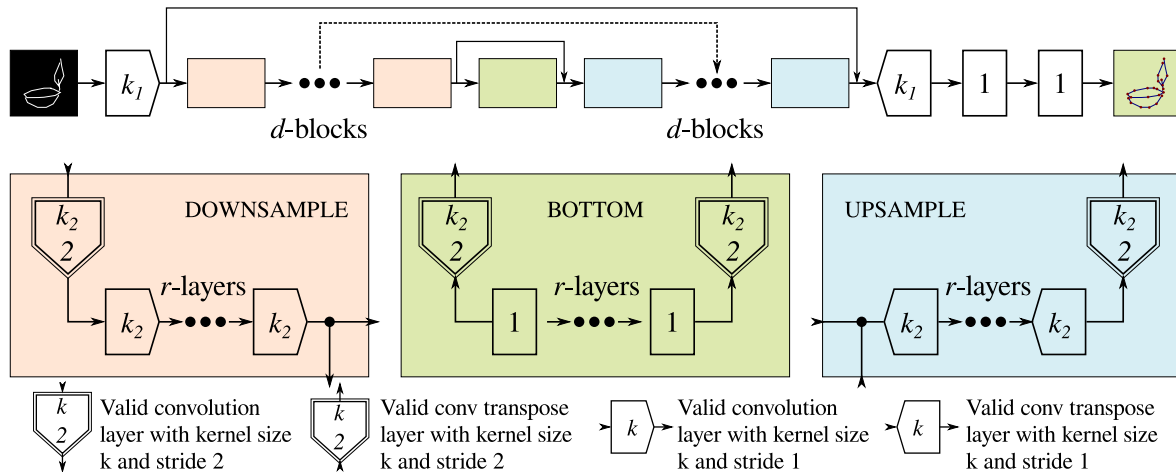 k1
k1
1
1
d-blocks
d-blocks
DOWNSAMPLE
k2
2
r-layers
k2
k2
BOTTOM
k2
2
k2
2
r-layers
1
1
UPSAMPLE
k2
2
r-layers
k2
k2
k
2
Valid convolution
layer with kernel size
k and stride 2
k
2
Valid conv transpose
layer with kernel size
k and stride 2
k
Valid convolution
layer with kernel size
k and stride 1
k
Valid conv transpose
layer with kernel size
k and stride 1